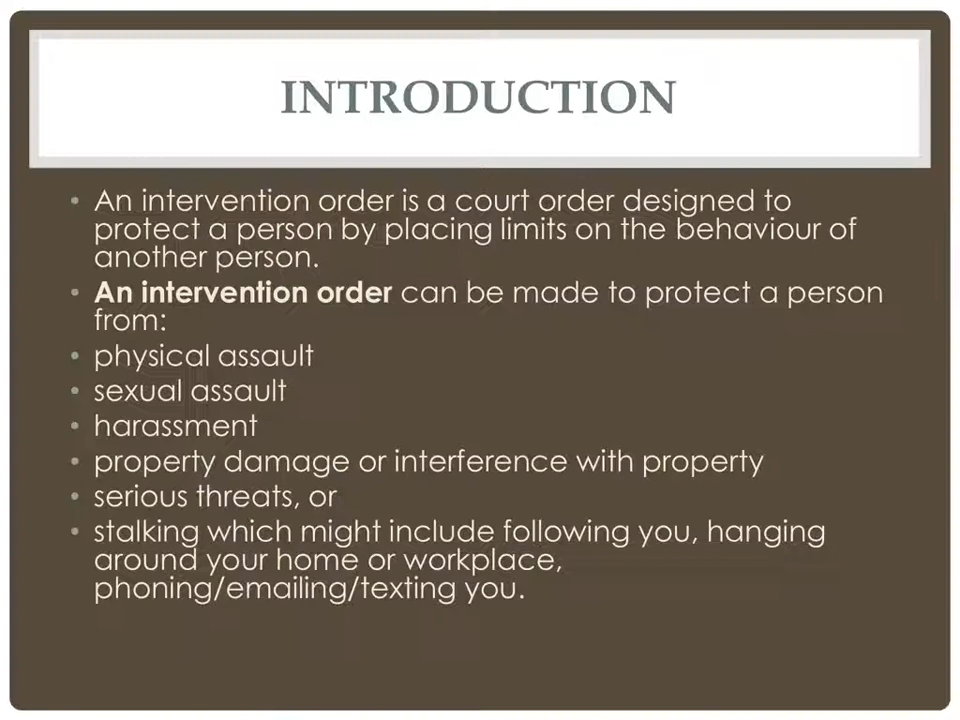 INTRODUCTION
• An intervention order is a court order designed to
protect a person by placing limits on the behaviour of
another person.
• An intervention order can be made to protect a person
from:
• physical assault
• sexual assault
• harassment
• property damage or interference with property
• serious threats, or
• stalking which might include following you, hanging
around your home or workplace,
phoning/emailing/texting you.